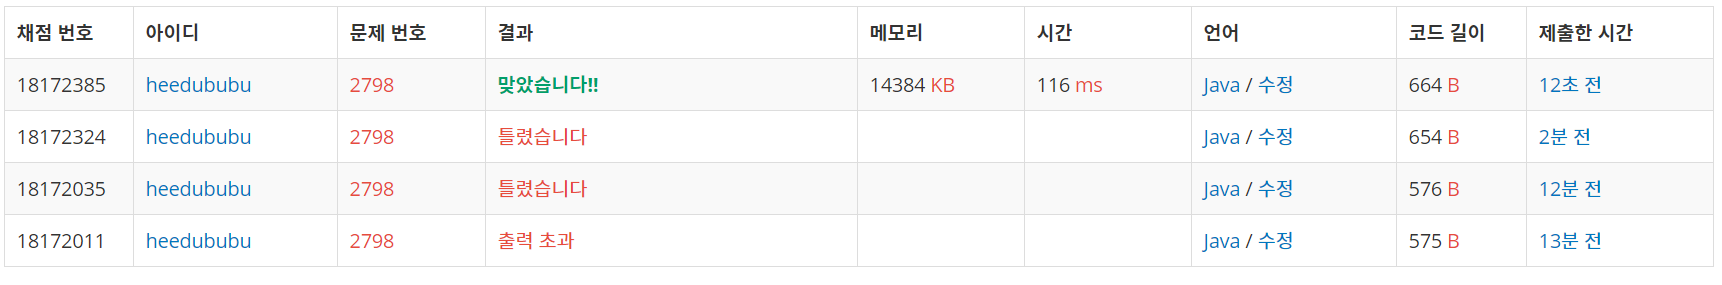 채점 번호 아이디 문제 번호 결과 메모리 시간 언어 코드 길이 제출한 시간
18172385 heedububu 2798 맞았습니다!! 14384 KB 116 ms Java / 수정 664 B 12초 전
18172324 heedububu 2798 틀렸습니다 Java / 수정 654 B 2분 전
18172035 heedububu 2798 틀렸습니다 Java / 수정 576 B 12분 전
18172011 heedububu 2798 출력 초과 Java / 수정 575 B 13분 전